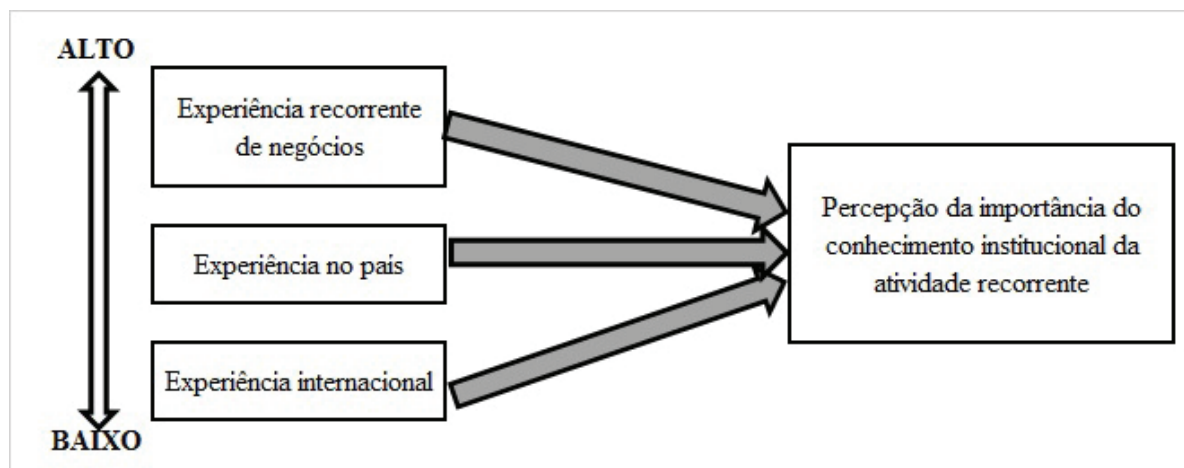 ALTO
Experiência recorrente
de negócios
Experiência no país
Experiência internacional
BAIXO
Percepção da importância do
conhecimento institucional da
atividade recorrente